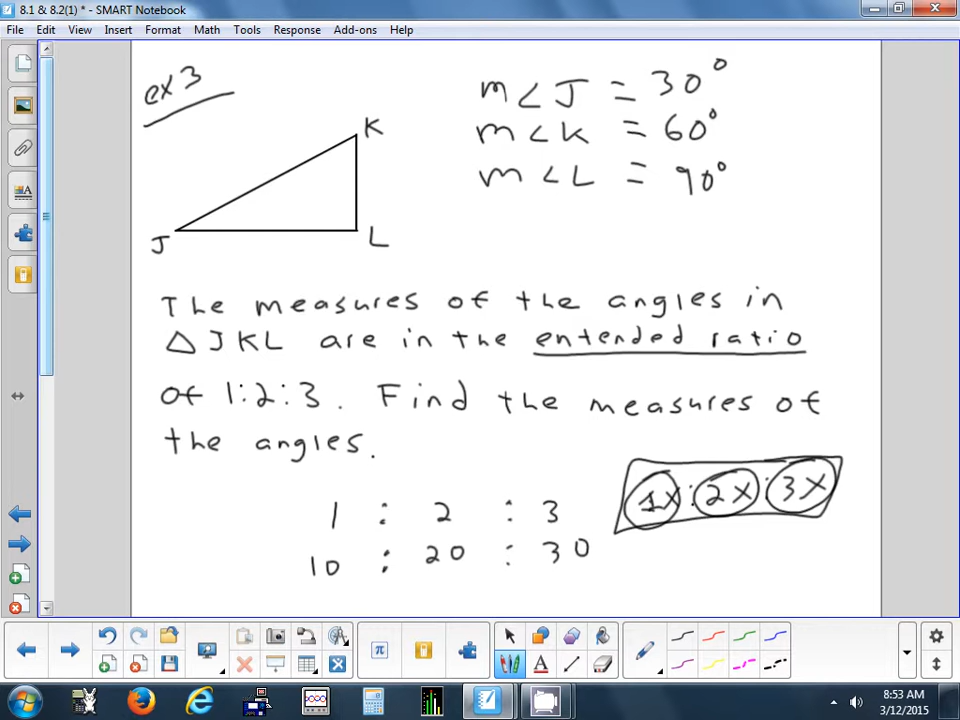 8.1 & 8.2(1) * - SMART Notebook
File Edit View Insert Format Math Tools Response Add-ons Help
ex 3
m∠J = 30°
m∠K = 60°
m∠L = 90°
K
J
L
The measures of the angles in
△JKL are in the entended ratio
of 1:2:3. Find the measures of
the angles.
1x : 2x : 3x
1 : 2 : 3
10 : 20 : 30
8:53 AM
3/12/2015